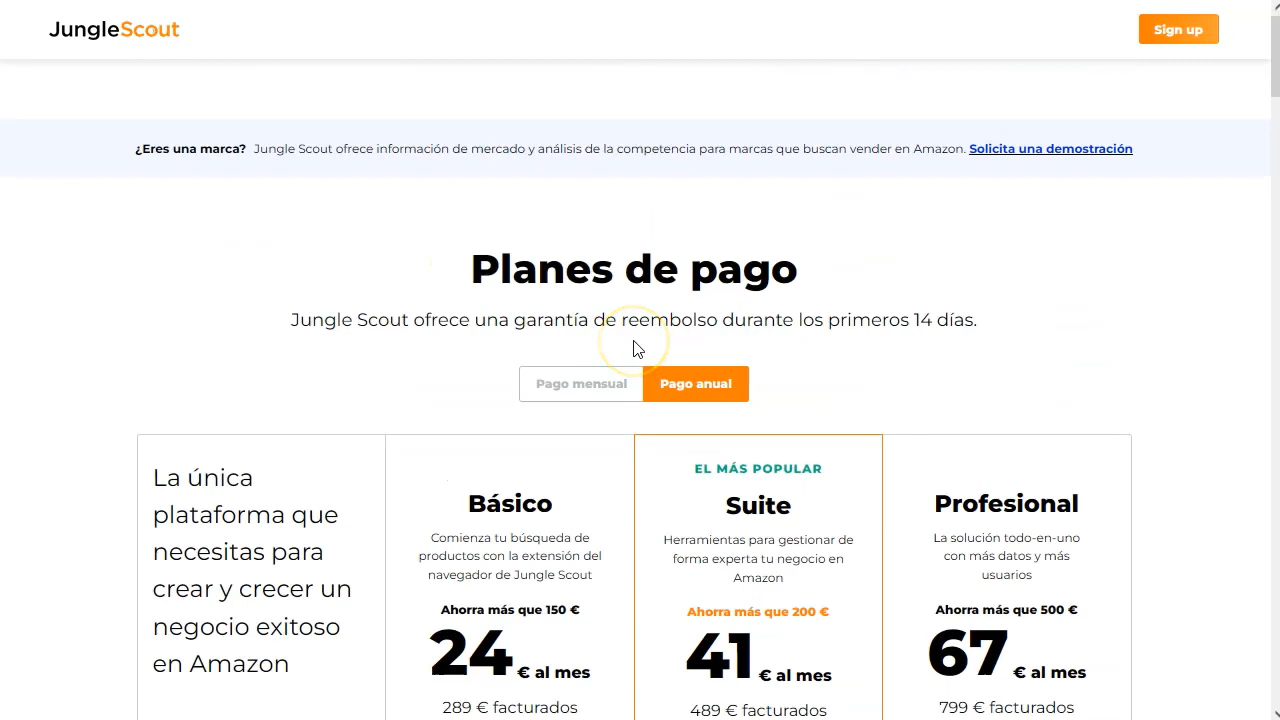 JungleScout
Sign up
¿Eres una marca? Jungle Scout ofrece información de mercado y análisis de la competencia para marcas que buscan vender en Amazon. Solicita una demostración
Planes de pago
Jungle Scout ofrece una garantía de reembolso durante los primeros 14 días.
Pago mensual
Pago anual
La única
plataforma que
necesitas para
crear y crecer un
negocio exitoso
en Amazon
Básico
Comienza tu búsqueda de
productos con la extensión del
navegador de Jungle Scout
Ahorra más que 150 €
24 € al mes
289 € facturados
EL MÁS POPULAR
Suite
Herramientas para gestionar de
forma experta tu negocio en
Amazon
Ahorra más que 200 €
41 € al mes
489 € facturados
Profesional
La solución todo-en-uno
con más datos y más
usuarios
Ahorra más que 500 €
67 € al mes
799 € facturados